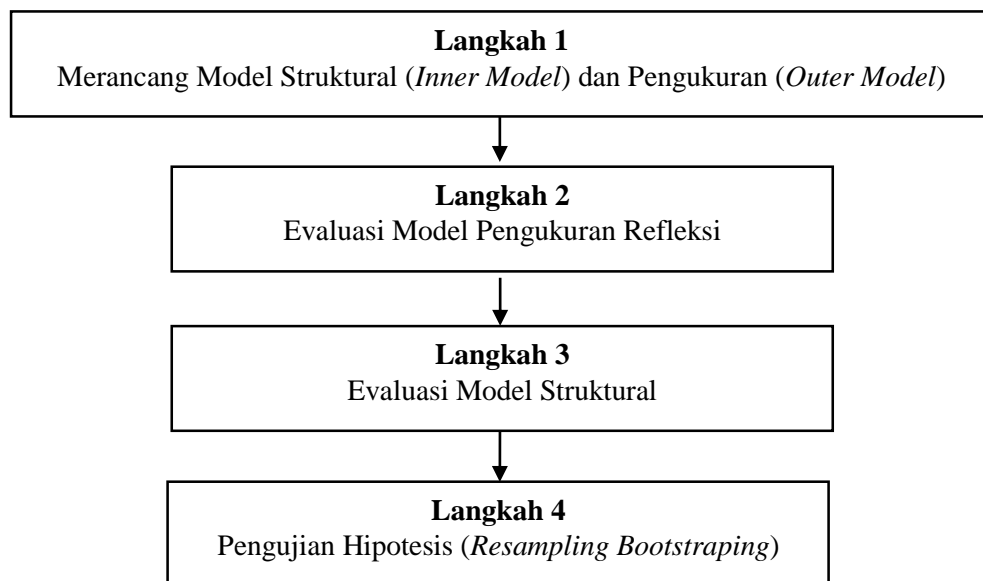 Langkah 1
Merancang Model Struktural (Inner Model) dan Pengukuran (Outer Model)
Langkah 2
Evaluasi Model Pengukuran Refleksi
Langkah 3
Evaluasi Model Struktural
Langkah 4
Pengujian Hipotesis (Resampling Bootstraping)